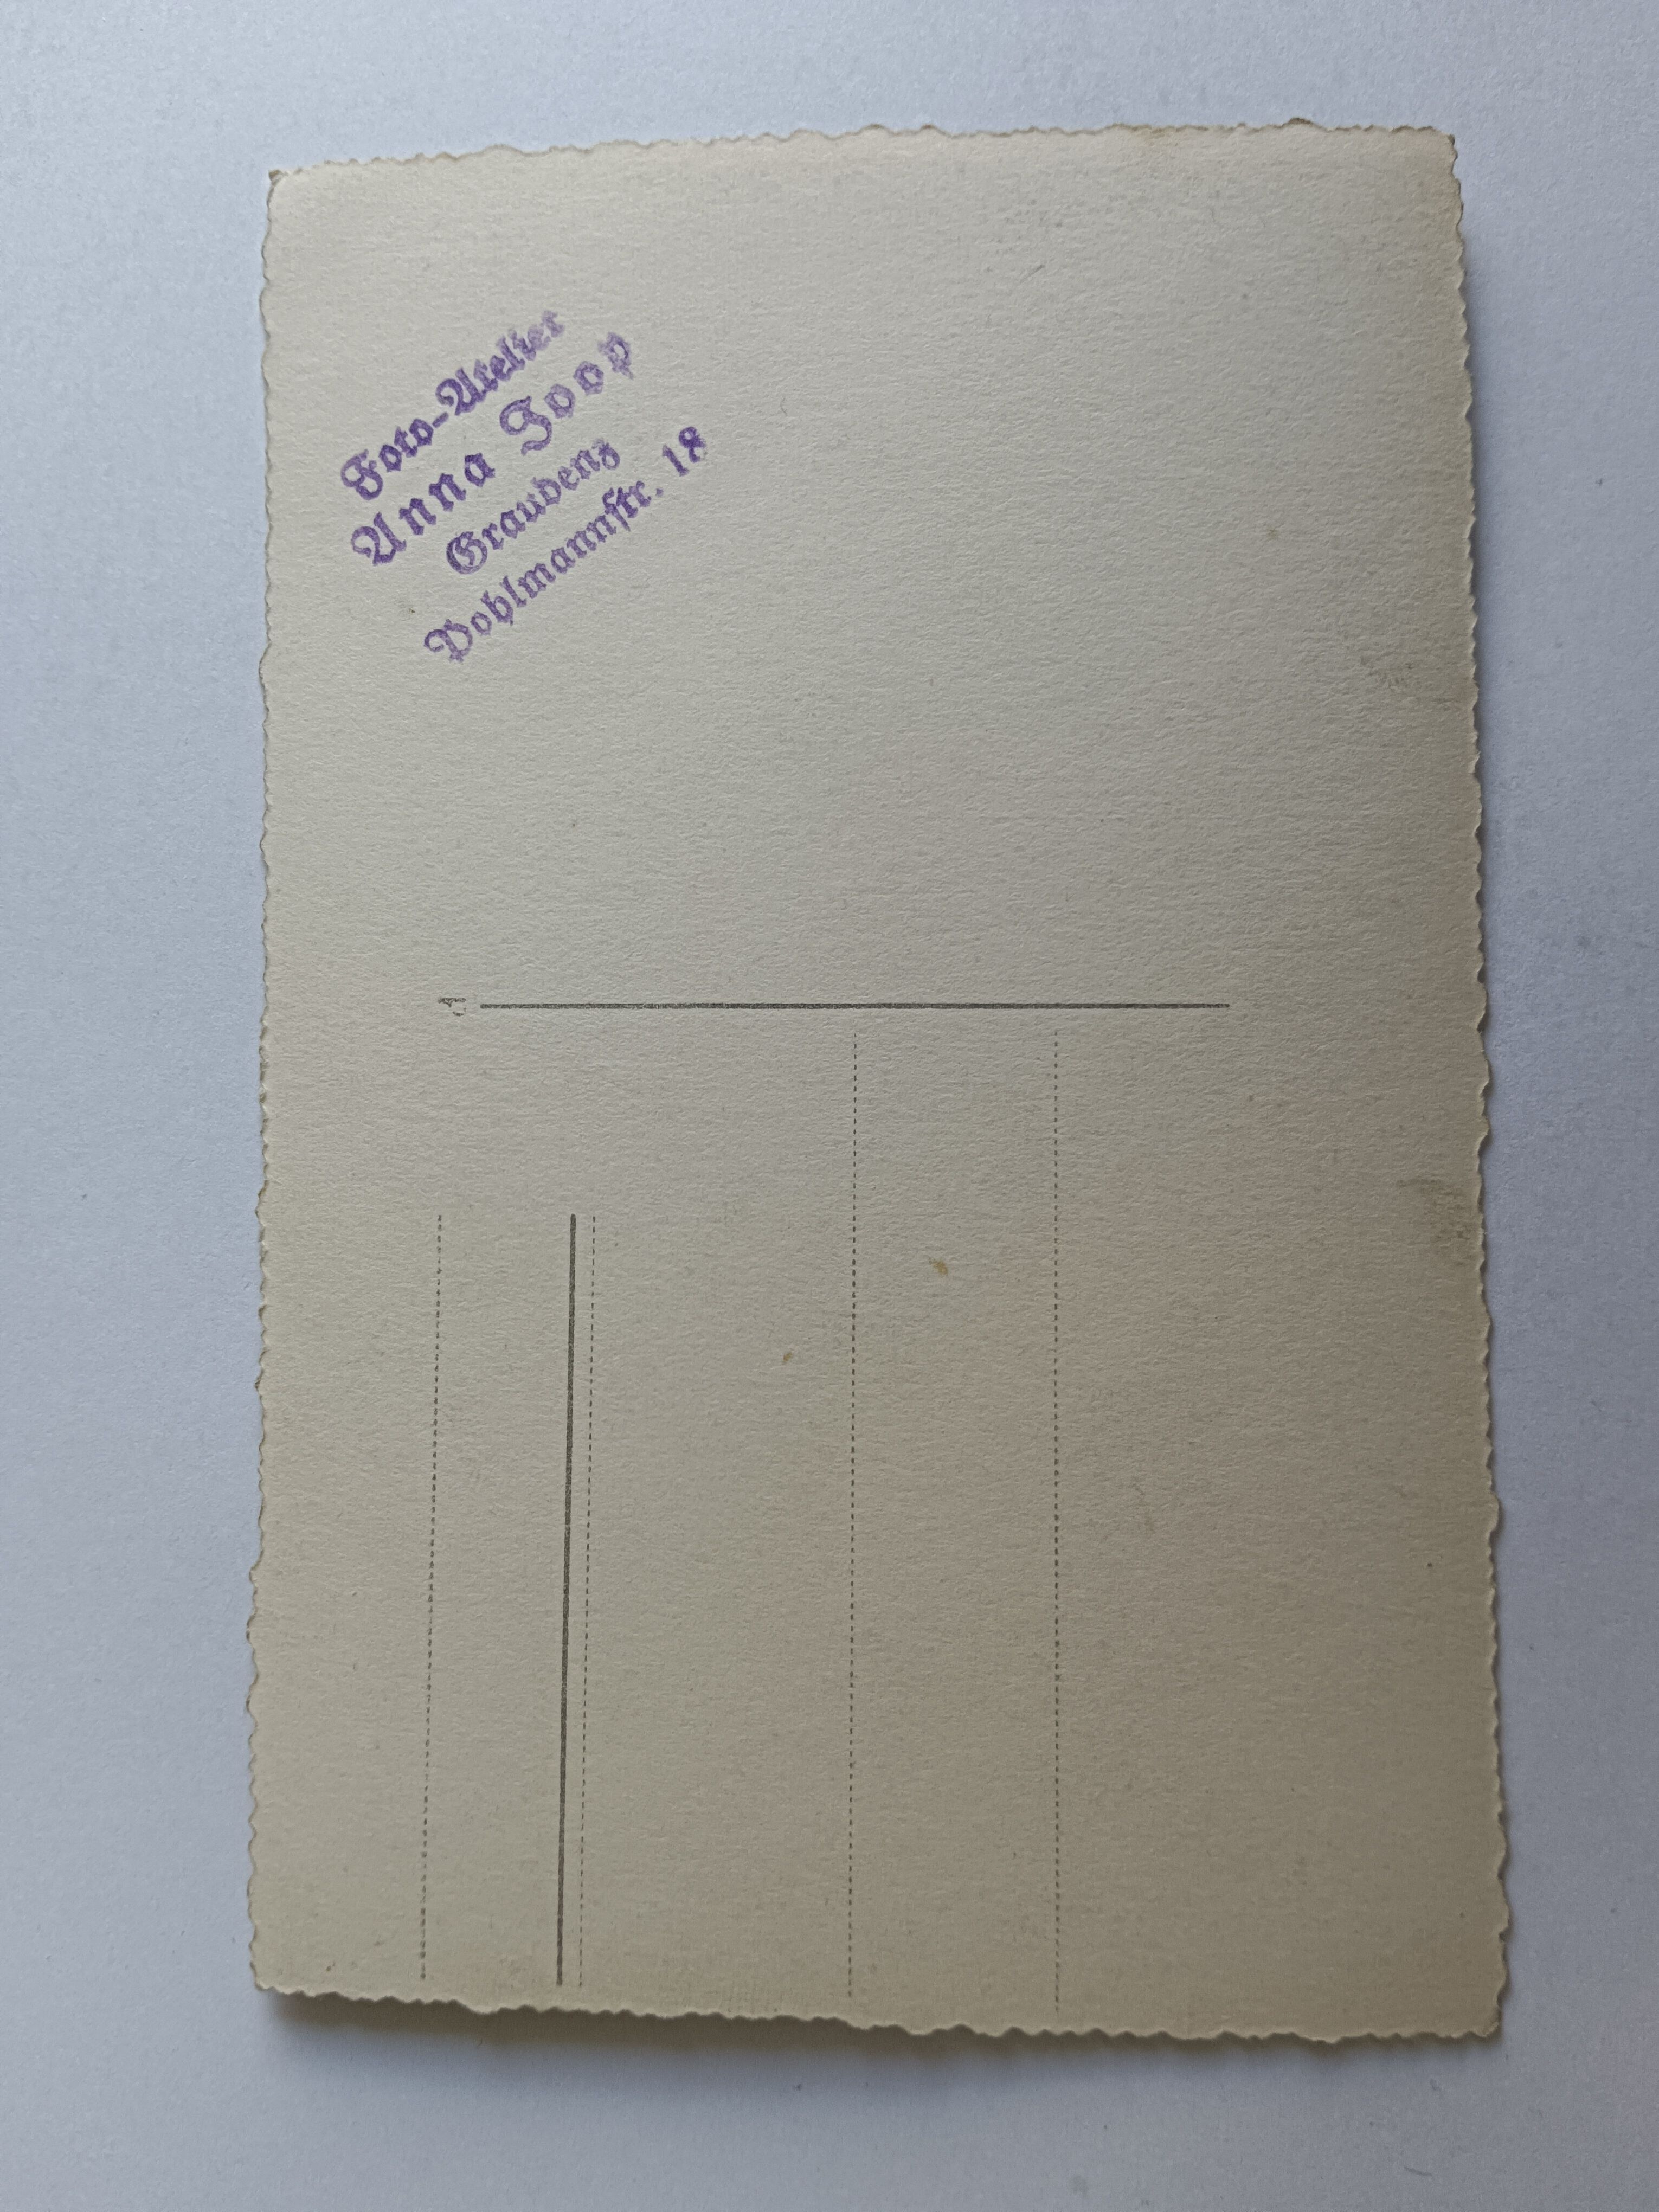 Foto-Atelier
Anna Joop
Graudenz
Pohlmannstr. 18